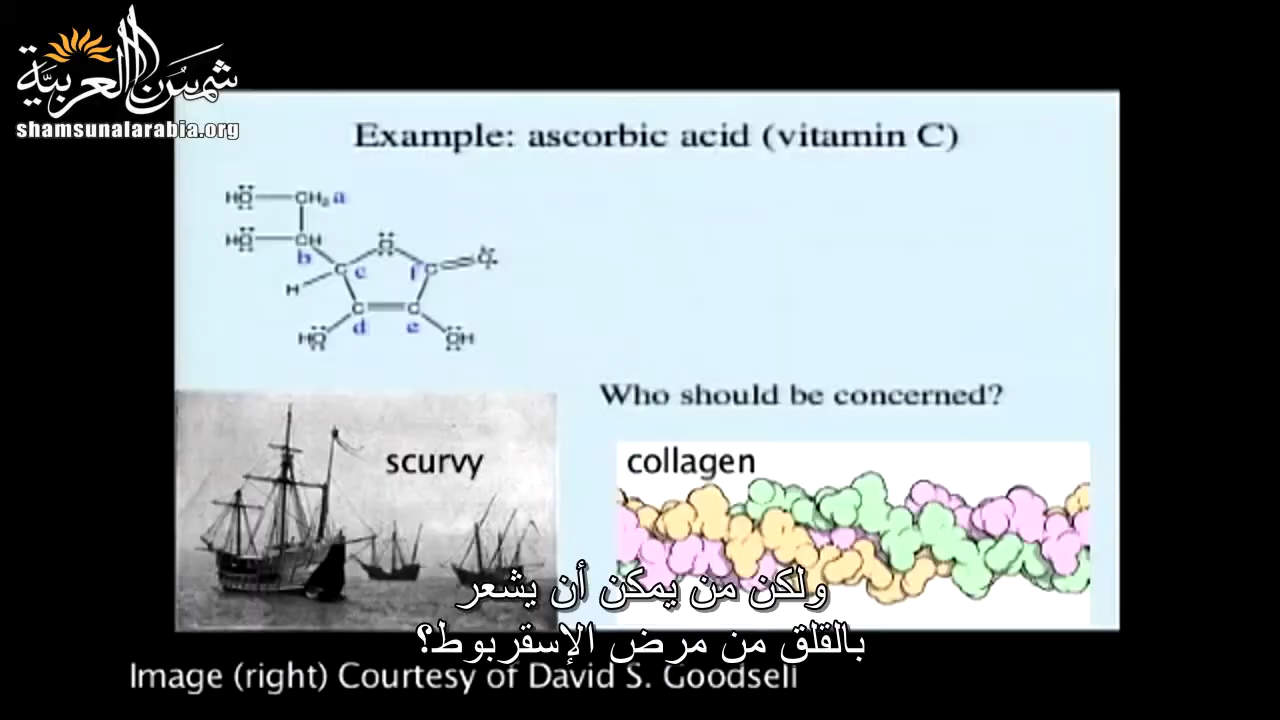 شمس العربية
shamsunalarabia.org
Example: ascorbic acid (vitamin C)
HO CH₂ a
HO CH
b
O
C c f C O
H
C C
d e
HO OH
Who should be concerned?
scurvy
collagen
ولكن من يمكن أن يشعر
بالقلق من مرض الإسقربوط؟
Image (right) Courtesy of David S. Goodsell